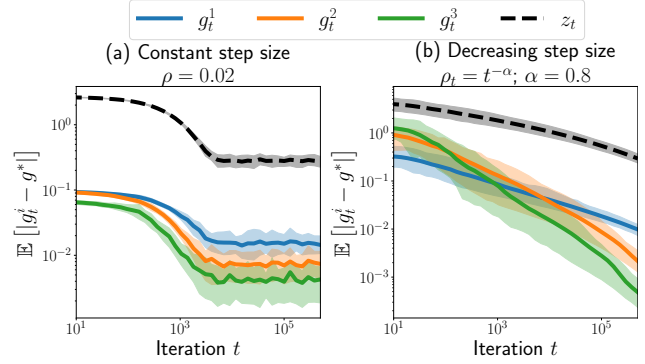 g_t^1 g_t^2 g_t^3 z_t
(a) Constant step size
ρ = 0.02
(b) Decreasing step size
ρ_t = t^{-α}; α = 0.8
𝔼 [|g_t^i − g^*|]
10^0
10^{-1}
10^{-2}
10^1 10^3 10^5
Iteration t
𝔼 [|g_t^i − g^*|]
10^0
10^{-1}
10^{-2}
10^{-3}
10^1 10^3 10^5
Iteration t